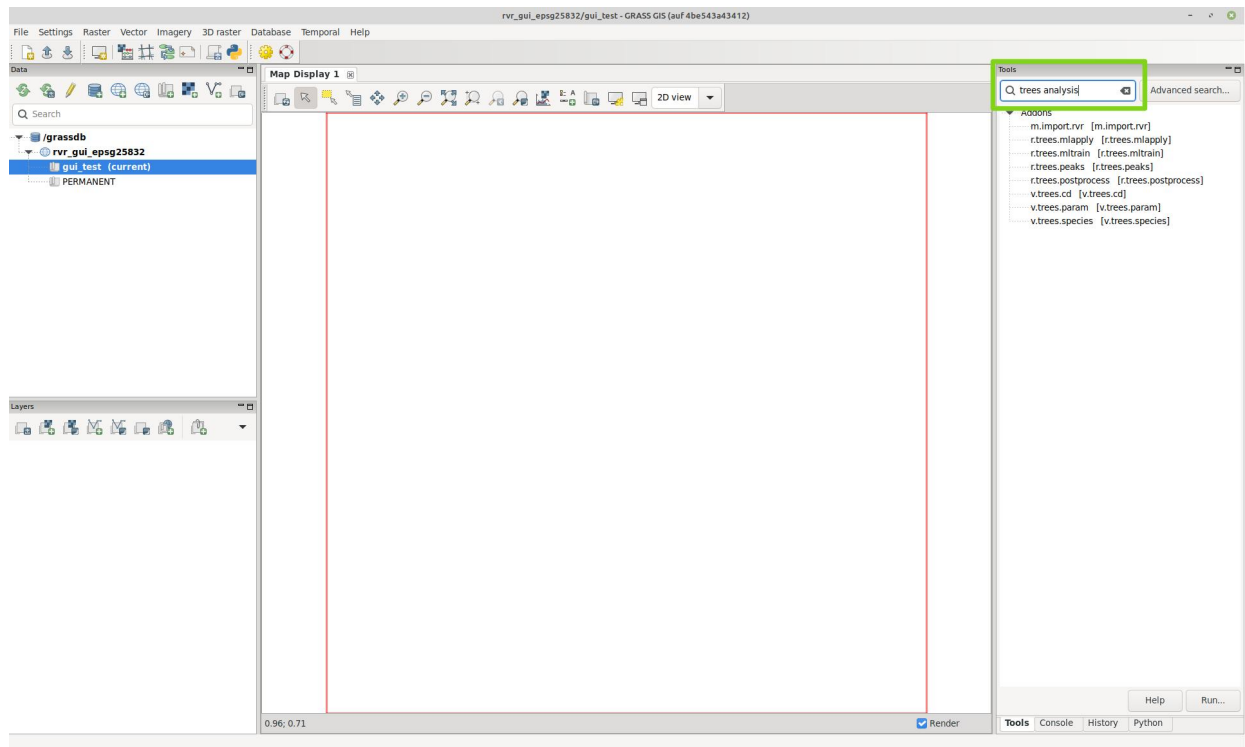 rvr_gui_epsg25832/gui_test - GRASS GIS (auf 4be543a43412)
File Settings Raster Vector Imagery 3D raster Database Temporal Help
Data
Search
/grassdb
rvr_gui_epsg25832
gui_test (current)
PERMANENT
Layers
Map Display 1
2D view
0.96; 0.71
Render
Tools
trees analysis
Advanced search...
Addons
m.import.rvr [m.import.rvr]
r.trees.mlapply [r.trees.mlapply]
r.trees.mltrain [r.trees.mltrain]
r.trees.peaks [r.trees.peaks]
r.trees.postprocess [r.trees.postprocess]
v.trees.cd [v.trees.cd]
v.trees.param [v.trees.param]
v.trees.species [v.trees.species]
Help Run...
Tools Console History Python